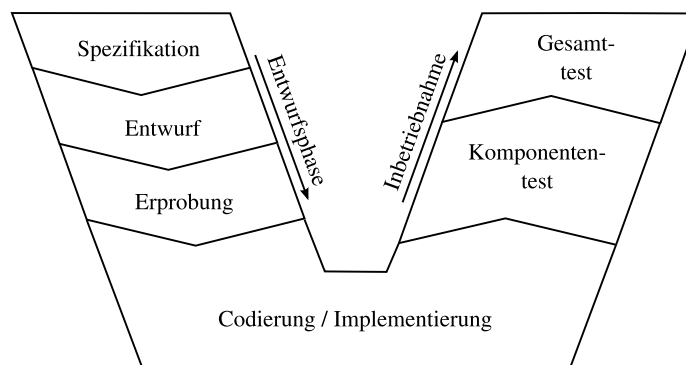 Spezifikation
Entwurf
Erprobung
Entwurfsphase
Codierung / Implementierung
Inbetriebnahme
Gesamt-
test
Komponenten-
test